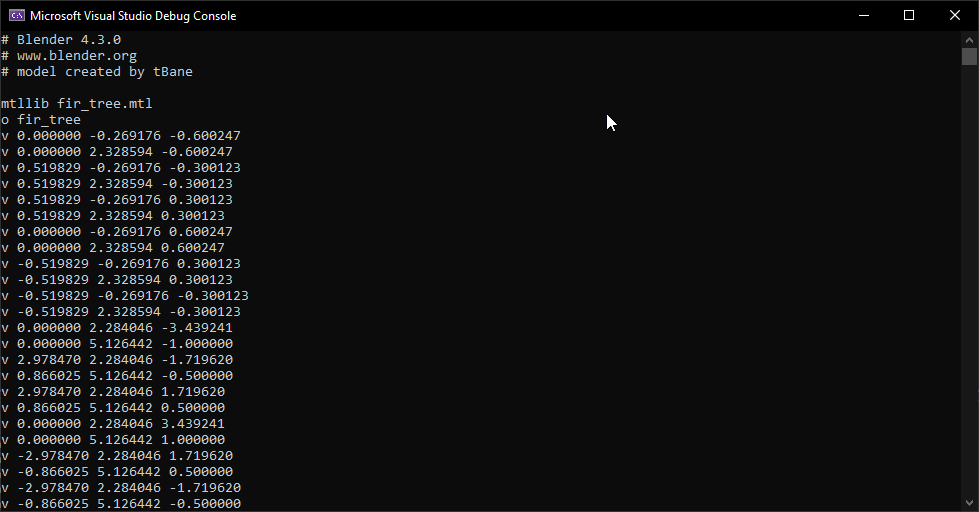 Microsoft Visual Studio Debug Console
# Blender 4.3.0
# www.blender.org
# model created by tBane
mtllib fir_tree.mtl
o fir_tree
v 0.000000 -0.269176 -0.600247
v 0.000000 2.328594 -0.600247
v 0.519829 -0.269176 -0.300123
v 0.519829 2.328594 -0.300123
v 0.519829 -0.269176 0.300123
v 0.519829 2.328594 0.300123
v 0.000000 -0.269176 0.600247
v 0.000000 2.328594 0.600247
v -0.519829 -0.269176 0.300123
v -0.519829 2.328594 0.300123
v -0.519829 -0.269176 -0.300123
v -0.519829 2.328594 -0.300123
v 0.000000 2.284046 -3.439241
v 0.000000 5.126442 -1.000000
v 2.978470 2.284046 -1.719620
v 0.866025 5.126442 -0.500000
v 2.978470 2.284046 1.719620
v 0.866025 5.126442 0.500000
v 0.000000 2.284046 3.439241
v 0.000000 5.126442 1.000000
v -2.978470 2.284046 1.719620
v -0.866025 5.126442 0.500000
v -2.978470 2.284046 -1.719620
v -0.866025 5.126442 -0.500000